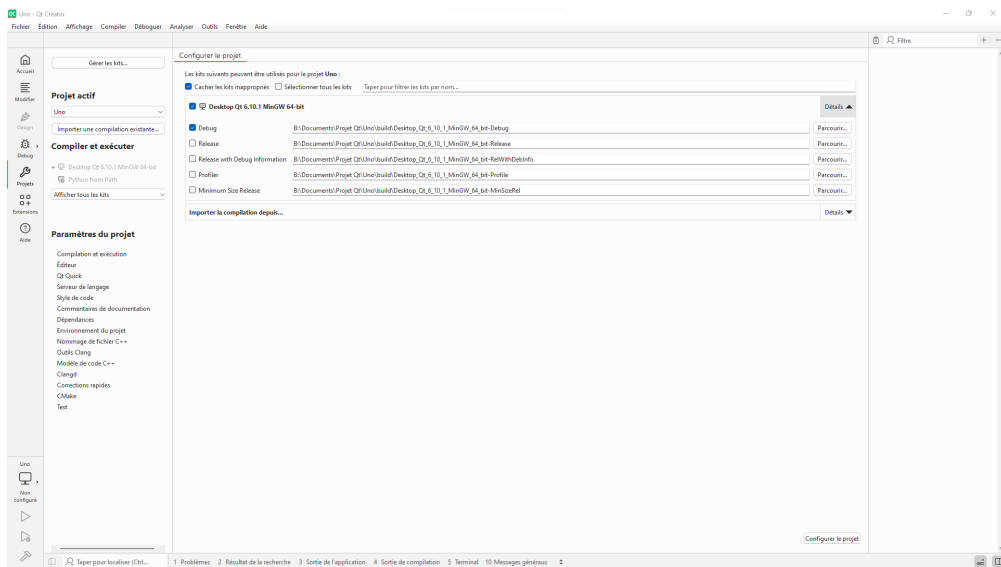 Uno - Qt Creator
Fichier Édition Affichage Compiler Déboguer Analyser Outils Fenêtre Aide
Filtre
Accueil
Modifier
Design
Debug
Projets
Extensions
Aide
Gérer les kits...
Projet actif
Uno
Importer une compilation existante...
Compiler et exécuter
Desktop Qt 6.10.1 MinGW 64-bit
Python from Path
Afficher tous les kits
Paramètres du projet
Compilation et exécution
Éditeur
Qt Quick
Serveur de langage
Style de code
Commentaires de documentation
Dépendances
Environnement du projet
Nommage de fichier C++
Outils Clang
Modèle de code C++
Clangd
Corrections rapides
CMake
Test
Configurer le projet
Les kits suivants peuvent être utilisés pour le projet Uno :
Cacher les kits inappropriés Sélectionner tous les kits Taper pour filtrer les kits par nom...
Desktop Qt 6.10.1 MinGW 64-bit Détails
Debug B:\Documents\Projet Qt\Uno\build\Desktop_Qt_6_10_1_MinGW_64_bit-Debug Parcourir...
Release B:\Documents\Projet Qt\Uno\build\Desktop_Qt_6_10_1_MinGW_64_bit-Release Parcourir...
Release with Debug Information B:\Documents\Projet Qt\Uno\build\Desktop_Qt_6_10_1_MinGW_64_bit-RelWithDebInfo Parcourir...
Profiler B:\Documents\Projet Qt\Uno\build\Desktop_Qt_6_10_1_MinGW_64_bit-Profile Parcourir...
Minimum Size Release B:\Documents\Projet Qt\Uno\build\Desktop_Qt_6_10_1_MinGW_64_bit-MinSizeRel Parcourir...
Importer la compilation depuis... Détails
Configurer le projet
Uno
Non
configuré
Taper pour localiser (Ctrl... 1 Problèmes 2 Résultat de la recherche 3 Sortie de l'application 4 Sortie de compilation 5 Terminal 10 Messages généraux